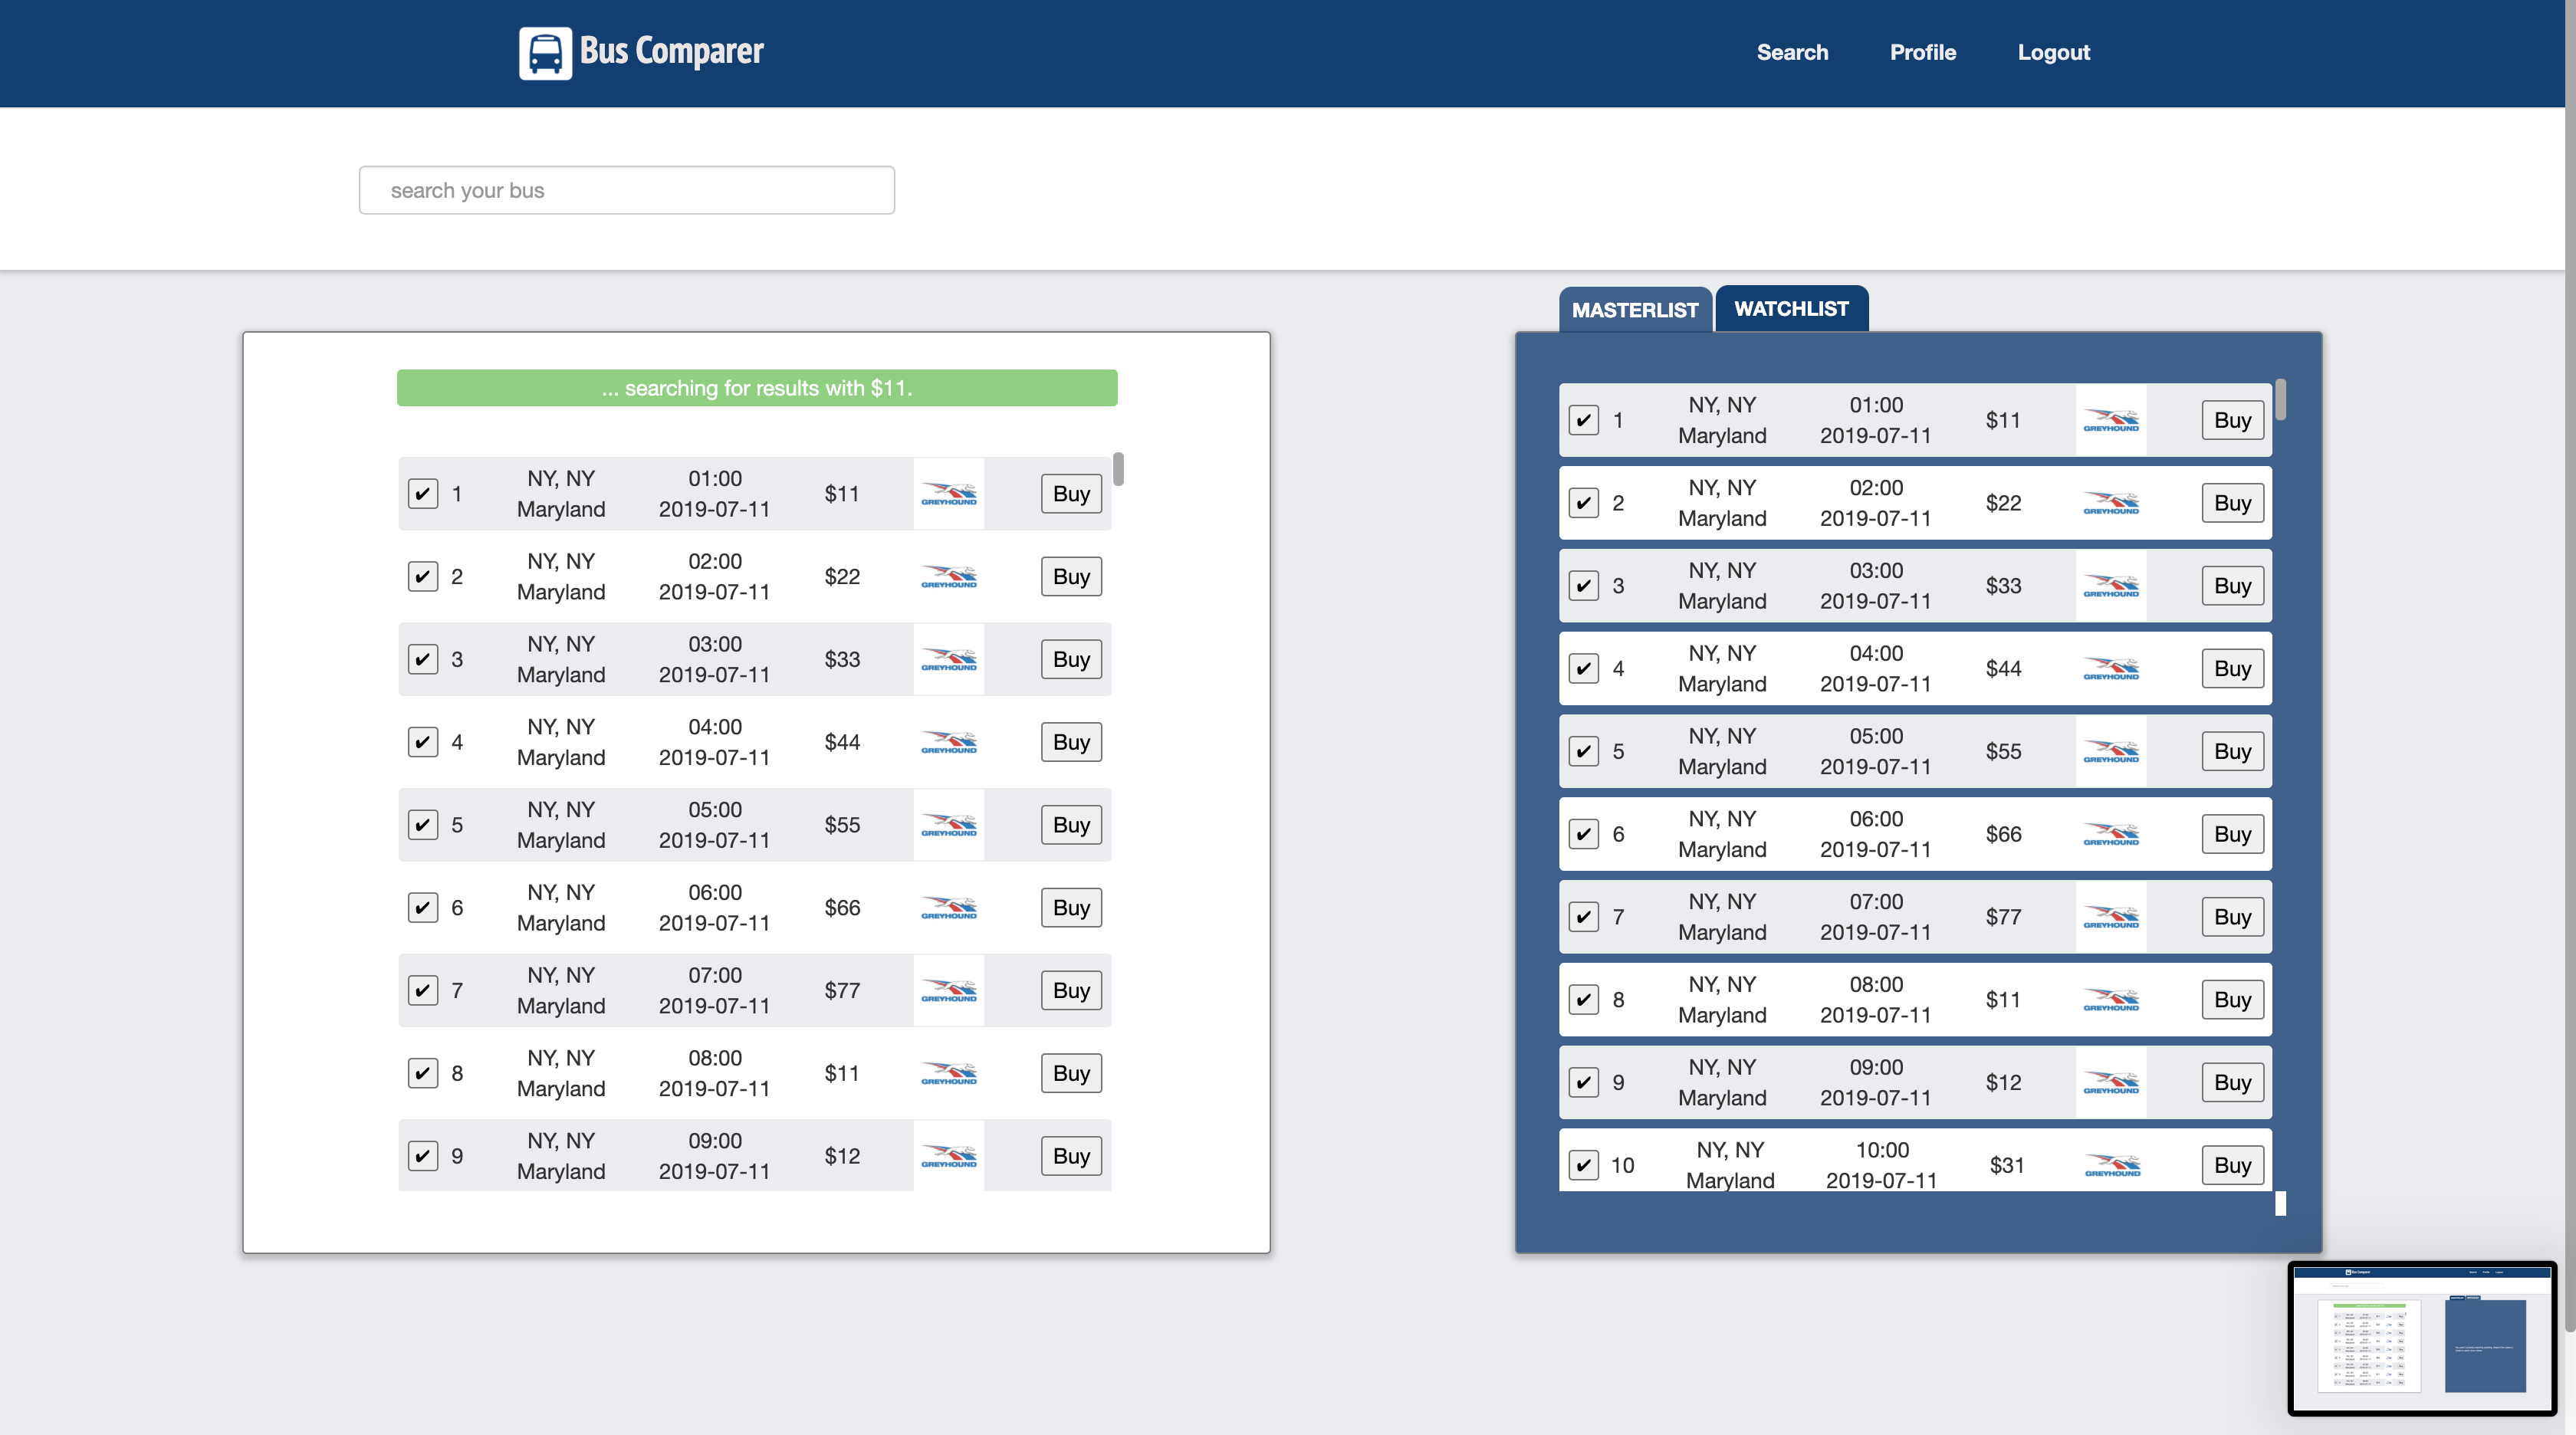 Bus Comparer
Search Profile Logout
search your bus
MASTERLIST WATCHLIST
... searching for results with $11.
✔ 1 NY, NY Maryland 01:00 2019-07-11 $11 GREYHOUND Buy
✔ 2 NY, NY Maryland 02:00 2019-07-11 $22 GREYHOUND Buy
✔ 3 NY, NY Maryland 03:00 2019-07-11 $33 GREYHOUND Buy
✔ 4 NY, NY Maryland 04:00 2019-07-11 $44 GREYHOUND Buy
✔ 5 NY, NY Maryland 05:00 2019-07-11 $55 GREYHOUND Buy
✔ 6 NY, NY Maryland 06:00 2019-07-11 $66 GREYHOUND Buy
✔ 7 NY, NY Maryland 07:00 2019-07-11 $77 GREYHOUND Buy
✔ 8 NY, NY Maryland 08:00 2019-07-11 $11 GREYHOUND Buy
✔ 9 NY, NY Maryland 09:00 2019-07-11 $12 GREYHOUND Buy
✔ 1 NY, NY Maryland 01:00 2019-07-11 $11 GREYHOUND Buy
✔ 2 NY, NY Maryland 02:00 2019-07-11 $22 GREYHOUND Buy
✔ 3 NY, NY Maryland 03:00 2019-07-11 $33 GREYHOUND Buy
✔ 4 NY, NY Maryland 04:00 2019-07-11 $44 GREYHOUND Buy
✔ 5 NY, NY Maryland 05:00 2019-07-11 $55 GREYHOUND Buy
✔ 6 NY, NY Maryland 06:00 2019-07-11 $66 GREYHOUND Buy
✔ 7 NY, NY Maryland 07:00 2019-07-11 $77 GREYHOUND Buy
✔ 8 NY, NY Maryland 08:00 2019-07-11 $11 GREYHOUND Buy
✔ 9 NY, NY Maryland 09:00 2019-07-11 $12 GREYHOUND Buy
✔ 10 NY, NY Maryland 10:00 2019-07-11 $31 GREYHOUND Buy